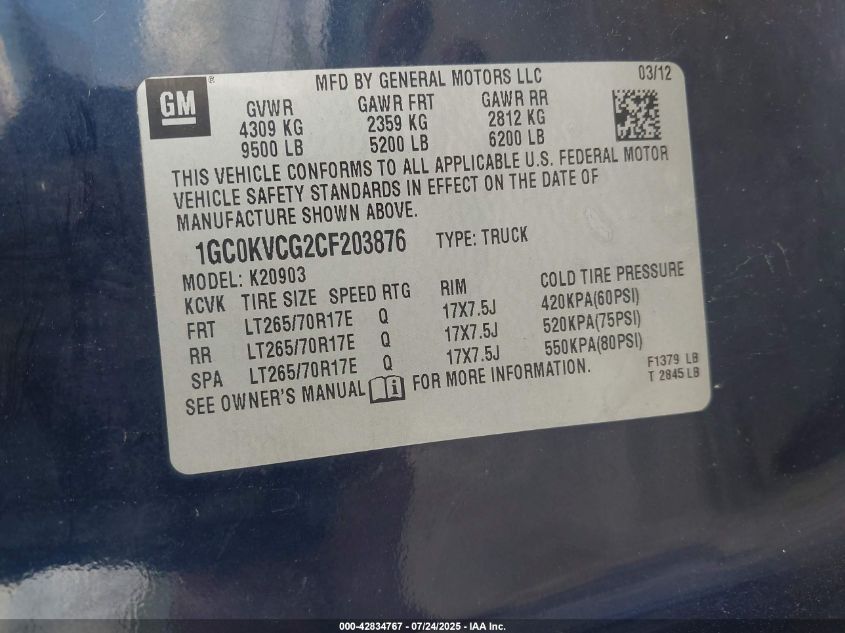 GM ®
MFD BY GENERAL MOTORS LLC 03/12
GVWR GAWR FRT GAWR RR
4309 KG 2359 KG 2812 KG
9500 LB 5200 LB 6200 LB
THIS VEHICLE CONFORMS TO ALL APPLICABLE U.S. FEDERAL MOTOR
VEHICLE SAFETY STANDARDS IN EFFECT ON THE DATE OF
MANUFACTURE SHOWN ABOVE.
1GC0KVCG2CF203876 TYPE: TRUCK
MODEL: K20903
KCVK TIRE SIZE SPEED RTG RIM COLD TIRE PRESSURE
FRT LT265/70R17E Q 17X7.5J 420KPA(60PSI)
RR LT265/70R17E Q 17X7.5J 520KPA(75PSI)
SPA LT265/70R17E Q 17X7.5J 550KPA(80PSI)
SEE OWNER'S MANUAL i FOR MORE INFORMATION.
F1379 LB
T 2845 LB
000-42834767 - 07/24/2025 - IAA Inc.